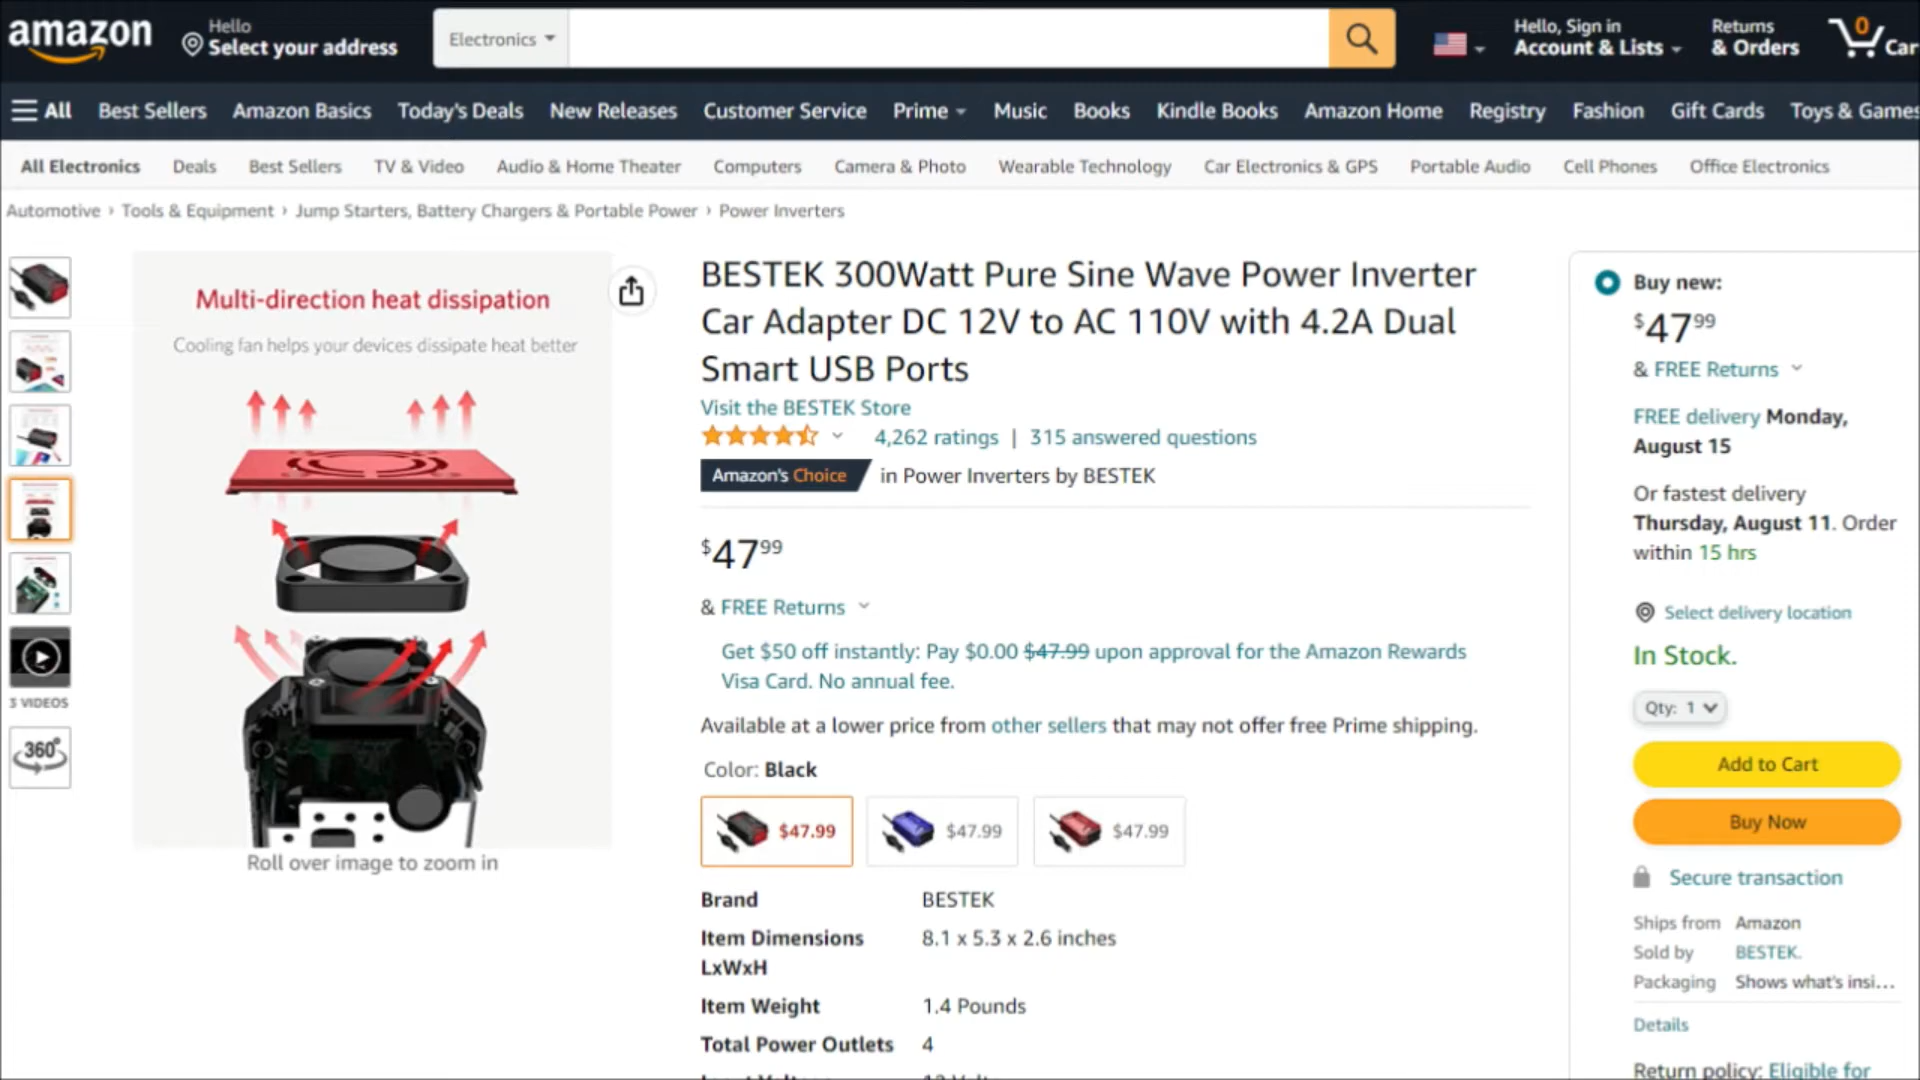 amazon
Hello
Select your address
Electronics
Hello, Sign in
Account & Lists
Returns
& Orders
0
Car
All
Best Sellers
Amazon Basics
Today's Deals
New Releases
Customer Service
Prime
Music
Books
Kindle Books
Amazon Home
Registry
Fashion
Gift Cards
Toys & Games
All Electronics
Deals
Best Sellers
TV & Video
Audio & Home Theater
Computers
Camera & Photo
Wearable Technology
Car Electronics & GPS
Portable Audio
Cell Phones
Office Electronics
Automotive › Tools & Equipment › Jump Starters, Battery Chargers & Portable Power › Power Inverters
3 VIDEOS
360°
Multi-direction heat dissipation
Cooling fan helps your devices dissipate heat better
Roll over image to zoom in
BESTEK 300Watt Pure Sine Wave Power Inverter
Car Adapter DC 12V to AC 110V with 4.2A Dual
Smart USB Ports
Visit the BESTEK Store
4,262 ratings | 315 answered questions
Amazon's Choice in Power Inverters by BESTEK
$47 99
& FREE Returns
Get $50 off instantly: Pay $0.00 $47.99 upon approval for the Amazon Rewards
Visa Card. No annual fee.
Available at a lower price from other sellers that may not offer free Prime shipping.
Color: Black
$47.99
$47.99
$47.99
Brand BESTEK
Item Dimensions 8.1 x 5.3 x 2.6 inches
LxWxH
Item Weight 1.4 Pounds
Total Power Outlets 4
Buy new:
$47 99
& FREE Returns
FREE delivery Monday,
August 15
Or fastest delivery
Thursday, August 11. Order
within 15 hrs
Select delivery location
In Stock.
Qty: 1
Add to Cart
Buy Now
Secure transaction
Ships from Amazon
Sold by BESTEK.
Packaging Shows what's insi...
Details
Return policy: Eligible for